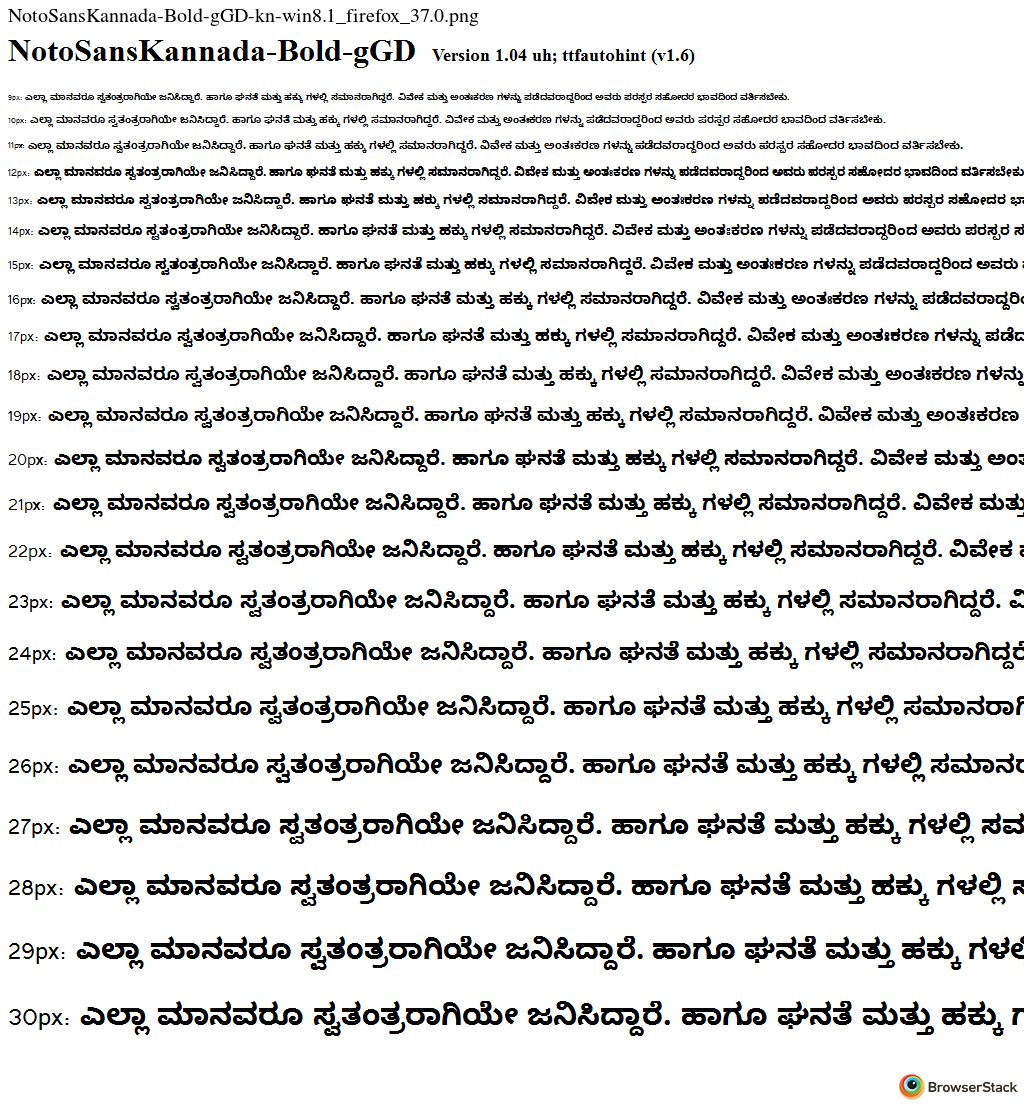 NotoSansKannada-Bold-gGD-kn-win8.1_firefox_37.0.png
NotoSansKannada-Bold-gGD Version 1.04 uh; ttfautohint (v1.6)
9px: ಎಲ್ಲಾ ಮಾನವರೂ ಸ್ವತಂತ್ರರಾಗಿಯೇ ಜನಿಸಿದ್ದಾರೆ. ಹಾಗೂ ಘನತೆ ಮತ್ತು ಹಕ್ಕು ಗಳಲ್ಲಿ ಸಮಾನರಾಗಿದ್ದರೆ. ವಿವೇಕ ಮತ್ತು ಅಂತಃಕರಣ ಗಳನ್ನು ಪಡೆದವರಾದ್ದರಿಂದ ಅವರು ಪರಸ್ಪರ ಸಹೋದರ ಭಾವದಿಂದ ವರ್ತಿಸಬೇಕು.
10px: ಎಲ್ಲಾ ಮಾನವರೂ ಸ್ವತಂತ್ರರಾಗಿಯೇ ಜನಿಸಿದ್ದಾರೆ. ಹಾಗೂ ಘನತೆ ಮತ್ತು ಹಕ್ಕು ಗಳಲ್ಲಿ ಸಮಾನರಾಗಿದ್ದರೆ. ವಿವೇಕ ಮತ್ತು ಅಂತಃಕರಣ ಗಳನ್ನು ಪಡೆದವರಾದ್ದರಿಂದ ಅವರು ಪರಸ್ಪರ ಸಹೋದರ ಭಾವದಿಂದ ವರ್ತಿಸಬೇಕು.
11px: ಎಲ್ಲಾ ಮಾನವರೂ ಸ್ವತಂತ್ರರಾಗಿಯೇ ಜನಿಸಿದ್ದಾರೆ. ಹಾಗೂ ಘನತೆ ಮತ್ತು ಹಕ್ಕು ಗಳಲ್ಲಿ ಸಮಾನರಾಗಿದ್ದರೆ. ವಿವೇಕ ಮತ್ತು ಅಂತಃಕರಣ ಗಳನ್ನು ಪಡೆದವರಾದ್ದರಿಂದ ಅವರು ಪರಸ್ಪರ ಸಹೋದರ ಭಾವದಿಂದ ವರ್ತಿಸಬೇಕು.
12px: ಎಲ್ಲಾ ಮಾನವರೂ ಸ್ವತಂತ್ರರಾಗಿಯೇ ಜನಿಸಿದ್ದಾರೆ. ಹಾಗೂ ಘನತೆ ಮತ್ತು ಹಕ್ಕು ಗಳಲ್ಲಿ ಸಮಾನರಾಗಿದ್ದರೆ. ವಿವೇಕ ಮತ್ತು ಅಂತಃಕರಣ ಗಳನ್ನು ಪಡೆದವರಾದ್ದರಿಂದ ಅವರು ಪರಸ್ಪರ ಸಹೋದರ ಭಾವದಿಂದ ವರ್ತಿಸಬೇಕು
13px: ಎಲ್ಲಾ ಮಾನವರೂ ಸ್ವತಂತ್ರರಾಗಿಯೇ ಜನಿಸಿದ್ದಾರೆ. ಹಾಗೂ ಘನತೆ ಮತ್ತು ಹಕ್ಕು ಗಳಲ್ಲಿ ಸಮಾನರಾಗಿದ್ದರೆ. ವಿವೇಕ ಮತ್ತು ಅಂತಃಕರಣ ಗಳನ್ನು ಪಡೆದವರಾದ್ದರಿಂದ ಅವರು ಪರಸ್ಪರ ಸಹೋದರ
14px: ಎಲ್ಲಾ ಮಾನವರೂ ಸ್ವತಂತ್ರರಾಗಿಯೇ ಜನಿಸಿದ್ದಾರೆ. ಹಾಗೂ ಘನತೆ ಮತ್ತು ಹಕ್ಕು ಗಳಲ್ಲಿ ಸಮಾನರಾಗಿದ್ದರೆ. ವಿವೇಕ ಮತ್ತು ಅಂತಃಕರಣ ಗಳನ್ನು ಪಡೆದವರಾದ್ದರಿಂದ ಅವರು ಪರಸ್ಪರ
15px: ಎಲ್ಲಾ ಮಾನವರೂ ಸ್ವತಂತ್ರರಾಗಿಯೇ ಜನಿಸಿದ್ದಾರೆ. ಹಾಗೂ ಘನತೆ ಮತ್ತು ಹಕ್ಕು ಗಳಲ್ಲಿ ಸಮಾನರಾಗಿದ್ದರೆ. ವಿವೇಕ ಮತ್ತು ಅಂತಃಕರಣ ಗಳನ್ನು ಪಡೆದವರಾದ್ದರಿಂದ ಅವರು
16px: ಎಲ್ಲಾ ಮಾನವರೂ ಸ್ವತಂತ್ರರಾಗಿಯೇ ಜನಿಸಿದ್ದಾರೆ. ಹಾಗೂ ಘನತೆ ಮತ್ತು ಹಕ್ಕು ಗಳಲ್ಲಿ ಸಮಾನರಾಗಿದ್ದರೆ. ವಿವೇಕ ಮತ್ತು ಅಂತಃಕರಣ ಗಳನ್ನು ಪಡೆದವರಾದ್ದರಿಂ
17px: ಎಲ್ಲಾ ಮಾನವರೂ ಸ್ವತಂತ್ರರಾಗಿಯೇ ಜನಿಸಿದ್ದಾರೆ. ಹಾಗೂ ಘನತೆ ಮತ್ತು ಹಕ್ಕು ಗಳಲ್ಲಿ ಸಮಾನರಾಗಿದ್ದರೆ. ವಿವೇಕ ಮತ್ತು ಅಂತಃಕರಣ ಗಳನ್ನು ಪಡೆದ
18px: ಎಲ್ಲಾ ಮಾನವರೂ ಸ್ವತಂತ್ರರಾಗಿಯೇ ಜನಿಸಿದ್ದಾರೆ. ಹಾಗೂ ಘನತೆ ಮತ್ತು ಹಕ್ಕು ಗಳಲ್ಲಿ ಸಮಾನರಾಗಿದ್ದರೆ. ವಿವೇಕ ಮತ್ತು ಅಂತಃಕರಣ ಗಳನ್ನು
19px: ಎಲ್ಲಾ ಮಾನವರೂ ಸ್ವತಂತ್ರರಾಗಿಯೇ ಜನಿಸಿದ್ದಾರೆ. ಹಾಗೂ ಘನತೆ ಮತ್ತು ಹಕ್ಕು ಗಳಲ್ಲಿ ಸಮಾನರಾಗಿದ್ದರೆ. ವಿವೇಕ ಮತ್ತು ಅಂತಃಕರಣ
20px: ಎಲ್ಲಾ ಮಾನವರೂ ಸ್ವತಂತ್ರರಾಗಿಯೇ ಜನಿಸಿದ್ದಾರೆ. ಹಾಗೂ ಘನತೆ ಮತ್ತು ಹಕ್ಕು ಗಳಲ್ಲಿ ಸಮಾನರಾಗಿದ್ದರೆ. ವಿವೇಕ ಮತ್ತು ಅಂ
21px: ಎಲ್ಲಾ ಮಾನವರೂ ಸ್ವತಂತ್ರರಾಗಿಯೇ ಜನಿಸಿದ್ದಾರೆ. ಹಾಗೂ ಘನತೆ ಮತ್ತು ಹಕ್ಕು ಗಳಲ್ಲಿ ಸಮಾನರಾಗಿದ್ದರೆ. ವಿವೇಕ ಮತ್ತು
22px: ಎಲ್ಲಾ ಮಾನವರೂ ಸ್ವತಂತ್ರರಾಗಿಯೇ ಜನಿಸಿದ್ದಾರೆ. ಹಾಗೂ ಘನತೆ ಮತ್ತು ಹಕ್ಕು ಗಳಲ್ಲಿ ಸಮಾನರಾಗಿದ್ದರೆ. ವಿವೇಕ
23px: ಎಲ್ಲಾ ಮಾನವರೂ ಸ್ವತಂತ್ರರಾಗಿಯೇ ಜನಿಸಿದ್ದಾರೆ. ಹಾಗೂ ಘನತೆ ಮತ್ತು ಹಕ್ಕು ಗಳಲ್ಲಿ ಸಮಾನರಾಗಿದ್ದರೆ.
24px: ಎಲ್ಲಾ ಮಾನವರೂ ಸ್ವತಂತ್ರರಾಗಿಯೇ ಜನಿಸಿದ್ದಾರೆ. ಹಾಗೂ ಘನತೆ ಮತ್ತು ಹಕ್ಕು ಗಳಲ್ಲಿ ಸಮಾನರಾಗಿದ್ದರೆ
25px: ಎಲ್ಲಾ ಮಾನವರೂ ಸ್ವತಂತ್ರರಾಗಿಯೇ ಜನಿಸಿದ್ದಾರೆ. ಹಾಗೂ ಘನತೆ ಮತ್ತು ಹಕ್ಕು ಗಳಲ್ಲಿ ಸಮಾನರಾಗಿ
26px: ಎಲ್ಲಾ ಮಾನವರೂ ಸ್ವತಂತ್ರರಾಗಿಯೇ ಜನಿಸಿದ್ದಾರೆ. ಹಾಗೂ ಘನತೆ ಮತ್ತು ಹಕ್ಕು ಗಳಲ್ಲಿ ಸಮಾನರ
27px: ಎಲ್ಲಾ ಮಾನವರೂ ಸ್ವತಂತ್ರರಾಗಿಯೇ ಜನಿಸಿದ್ದಾರೆ. ಹಾಗೂ ಘನತೆ ಮತ್ತು ಹಕ್ಕು ಗಳಲ್ಲಿ ಸಮ
28px: ಎಲ್ಲಾ ಮಾನವರೂ ಸ್ವತಂತ್ರರಾಗಿಯೇ ಜನಿಸಿದ್ದಾರೆ. ಹಾಗೂ ಘನತೆ ಮತ್ತು ಹಕ್ಕು ಗಳಲ್ಲಿ
29px: ಎಲ್ಲಾ ಮಾನವರೂ ಸ್ವತಂತ್ರರಾಗಿಯೇ ಜನಿಸಿದ್ದಾರೆ. ಹಾಗೂ ಘನತೆ ಮತ್ತು ಹಕ್ಕು ಗಳಲಿ
30px: ಎಲ್ಲಾ ಮಾನವರೂ ಸ್ವತಂತ್ರರಾಗಿಯೇ ಜನಿಸಿದ್ದಾರೆ. ಹಾಗೂ ಘನತೆ ಮತ್ತು ಹಕ್ಕು
BrowserStack